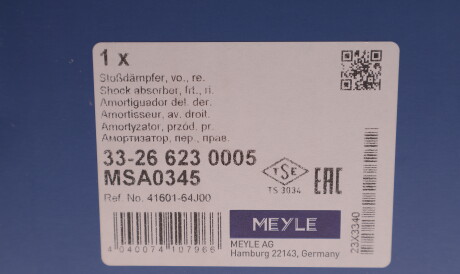 1 x
Stoßdämpfer, vo., re.
Shock absorber, frt., ri.
Amortiguador del. der.
Amortisseur, av. droit.
Amortyzator, przód. pr.
Амортизатор, пер., прав.
33-26 623 0005
MSA0345
Ref. No. 41601-64J00
TSE
TS 3034
EAC
4040074107966
MEYLE
MEYLE AG
Hamburg 22143, Germany
23X3340